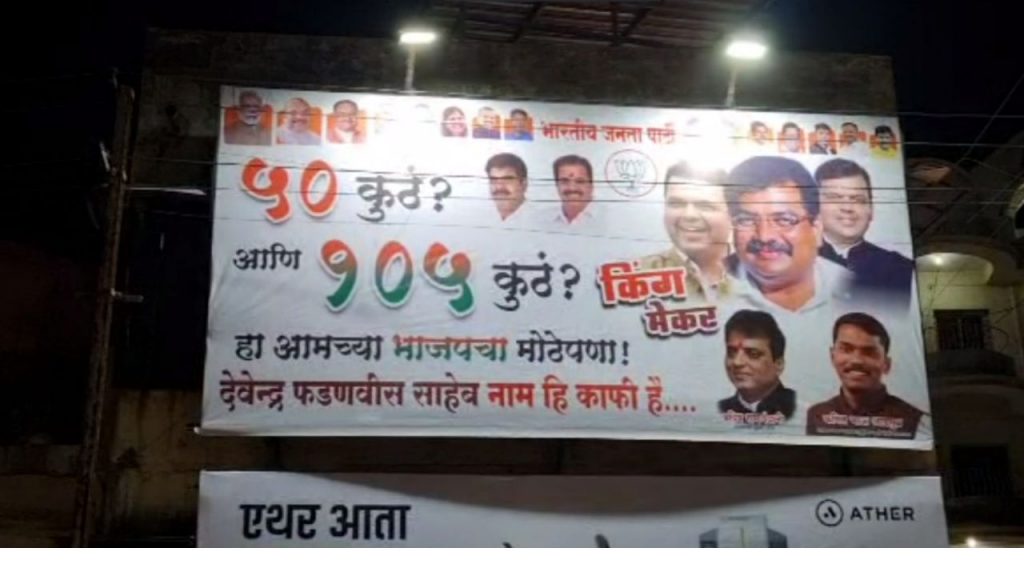 भारतीय जनता पार्टी
५० कुठं?
आणि १०५ कुठं?
किंग
मेकर
हा आमच्या भाजपचा मोठेपणा!
देवेन्द्र फडणवीस साहेब नाम हि काफी है....
एथर आता
ATHER